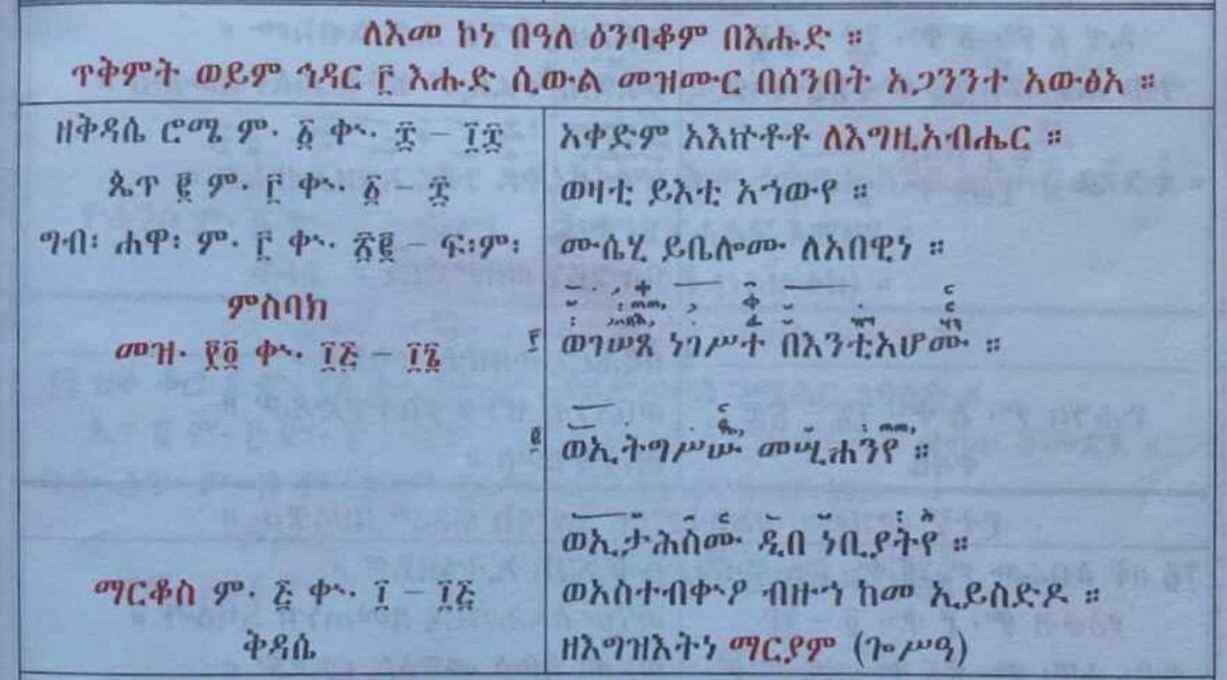 ለእመ ኮነ በዓለ ዕንባቆም በእሑድ ።
ጥቅምት ወይም ኅዳር ፫ እሑድ ሲውል መዝሙር በሰንበት አጋንንተ አውፅአ ።
ዘቅዳሴ ሮሜ ም. ፩ ቀ. ፰ – ፲፰
አቀድም አእኵቶቶ ለእግዚአብሔር ።
ጴጥ ፪ ም. ፫ ቀ. ፩ – ፰
ወዛቲ ይእቲ አኀውየ ።
ግብ፡ ሐዋ፡ ም. ፫ ቀ. ፳፪ – ፍ፡ም፡
ሙሴሂ ይቤሎሙ ለአበዊነ ።
ምስባክ
መዝ. ፻፬ ቀ. ፲፭ – ፲፮
፫ ወገሠጸ ነገሥተ በእንቲአሆሙ ።
፪ ወኢትግሥሡ መሢሐንየ ።
ወኢታሕስሙ ዲበ ነቢያትየ ።
ማርቆስ ም. ፭ ቀ. ፲ – ፲፭
ወአስተብቀኖ ብዙኀ ከመ ኢይስድዶ ።
ቅዳሴ
ዘእግዝእትነ ማርያም (ጐሥዓ)